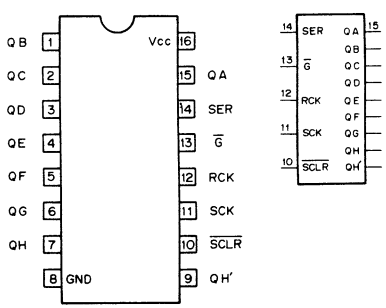 QB 1 Vcc 16
QC 2 15 QA
QD 3 14 SER
QE 4 13 G̅
QF 5 12 RCK
QG 6 11 SCK
QH 7 10 S̅C̅L̅R̅
8 GND 9 QH'
14 SER QA 15
QB
13 G̅ QC
QD
12 RCK QE
QF
11 SCK QG
QH
10 S̅C̅L̅R̅ QH'